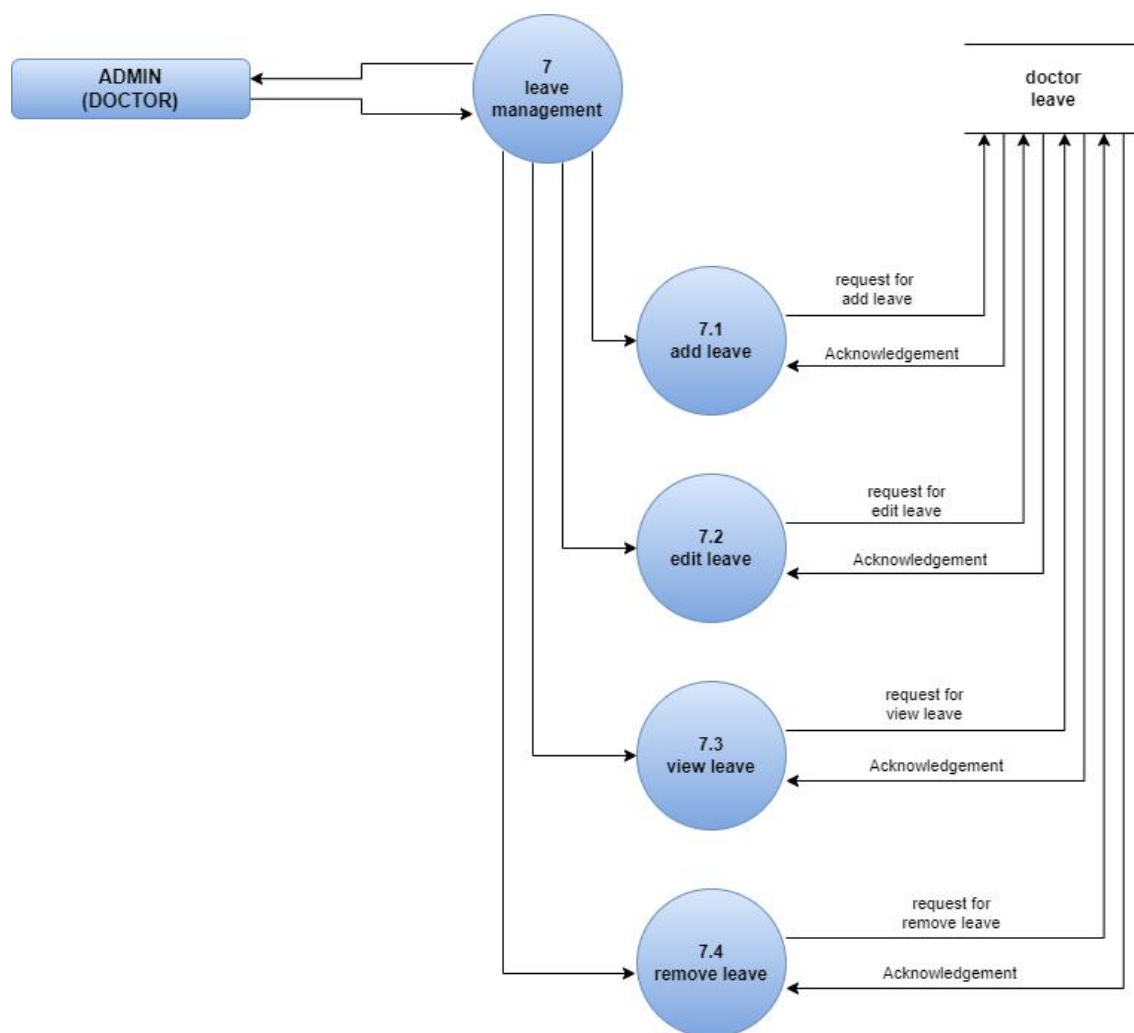 ADMIN
(DOCTOR)
7
leave
management
doctor
leave
7.1
add leave
request for
add leave
Acknowledgement
7.2
edit leave
request for
edit leave
Acknowledgement
7.3
view leave
request for
view leave
Acknowledgement
7.4
remove leave
request for
remove leave
Acknowledgement